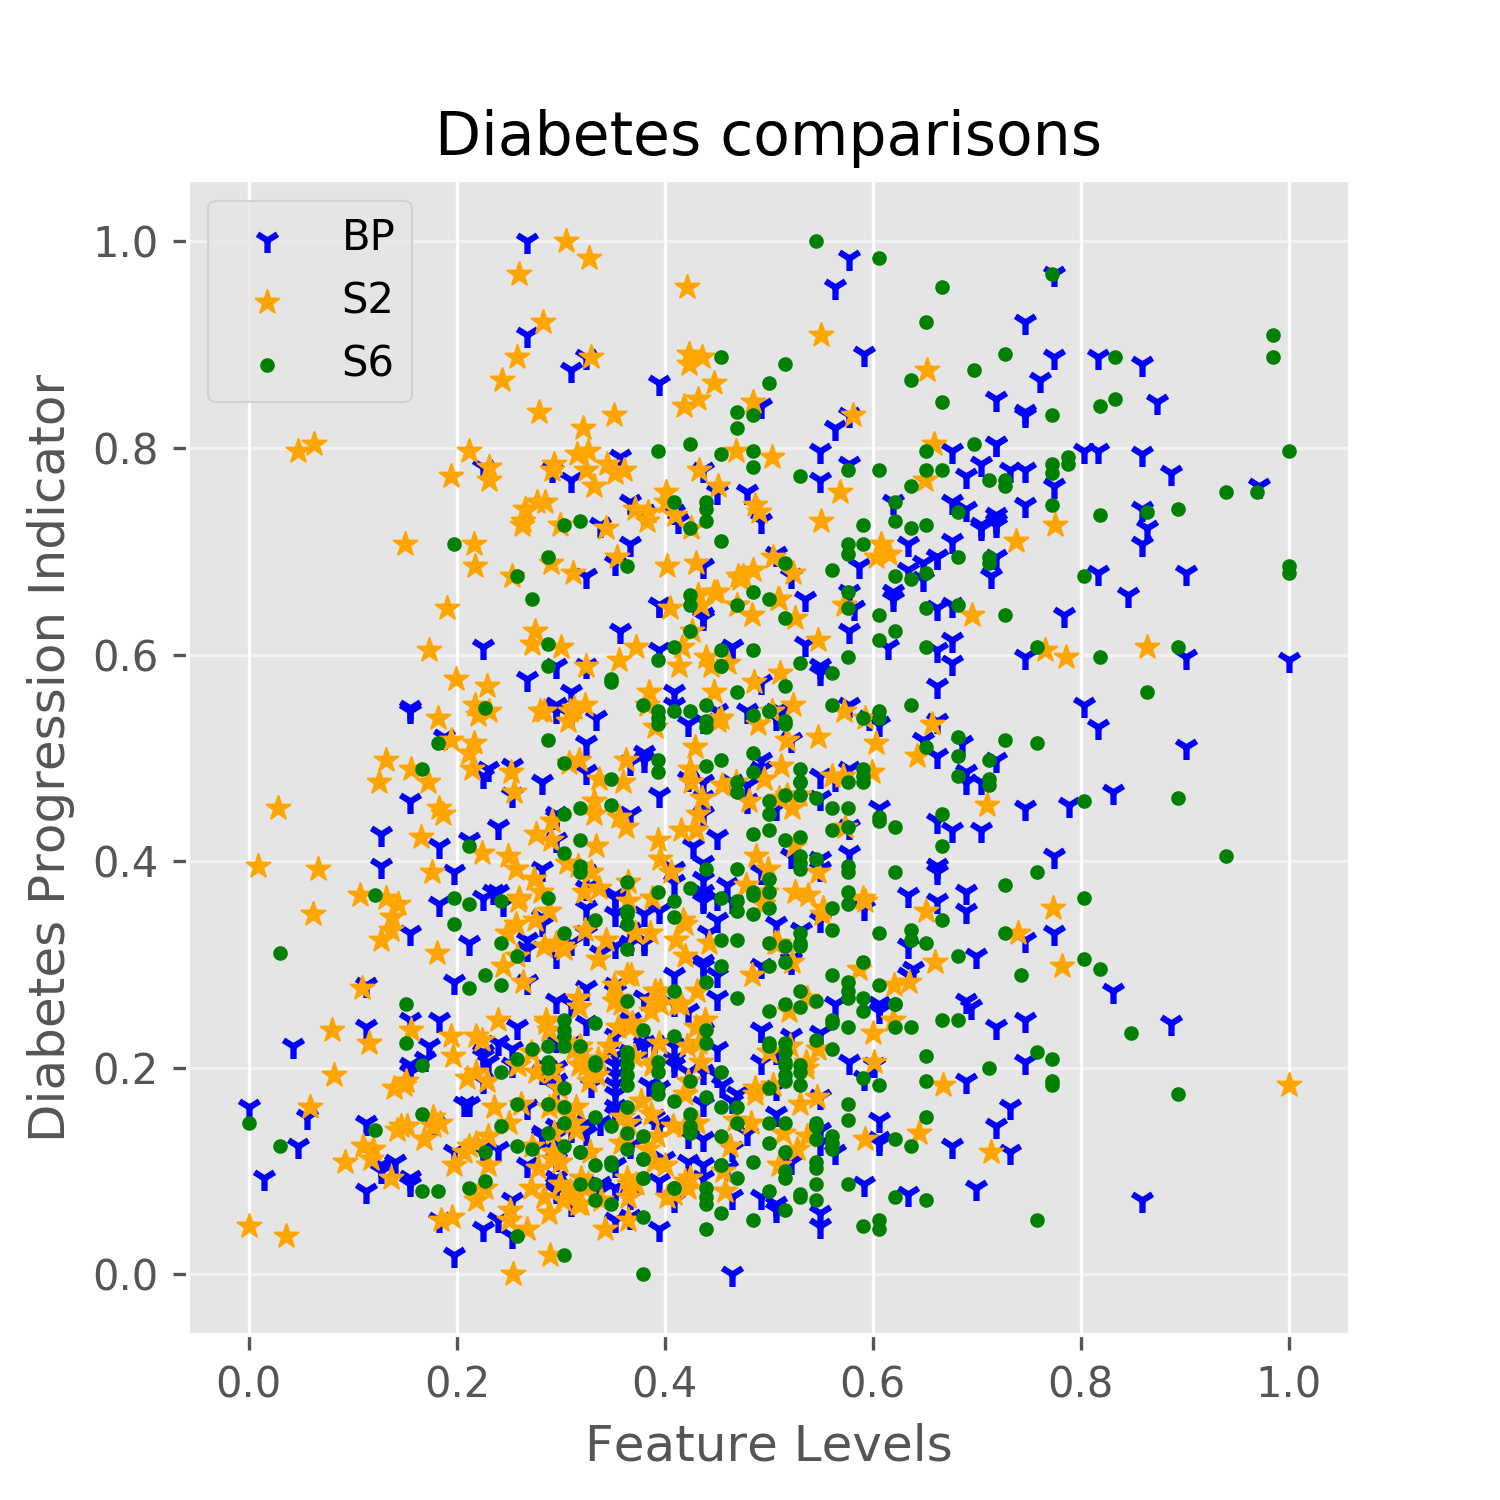 Diabetes comparisons
BP
S2
S6
Diabetes Progression Indicator
1.0
0.8
0.6
0.4
0.2
0.0
0.0 0.2 0.4 0.6 0.8 1.0
Feature Levels